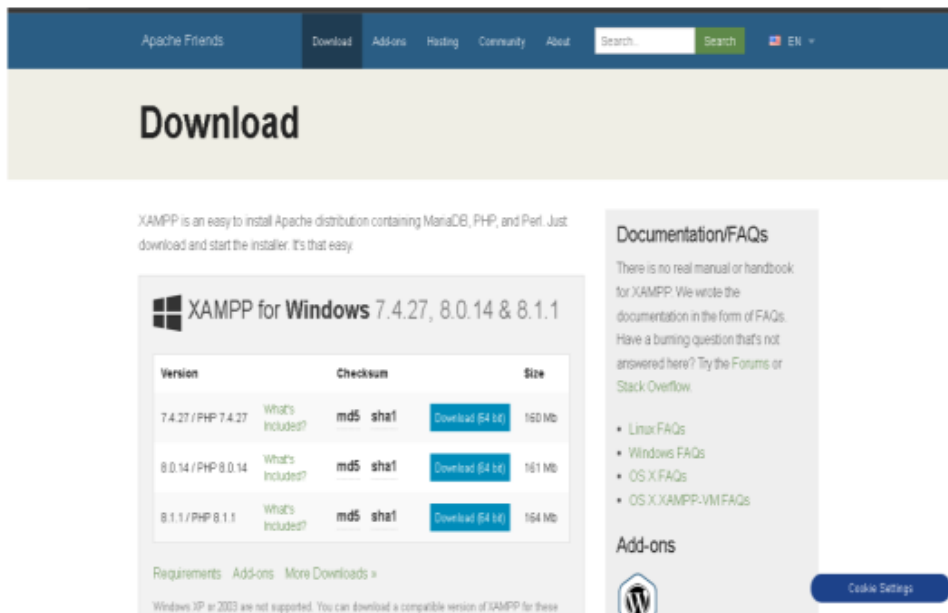 Apache Friends Download Add-ons Hosting Community About Search... Search EN
Download
XAMPP is an easy to install Apache distribution containing MariaDB, PHP, and Perl. Just
download and start the installer. It's that easy.
XAMPP for Windows 7.4.27, 8.0.14 & 8.1.1
Version Checksum Size
7.4.27 / PHP 7.4.27 What's Included? md5 sha1 Download (64 bit) 160 Mb
8.0.14 / PHP 8.0.14 What's Included? md5 sha1 Download (64 bit) 161 Mb
8.1.1 / PHP 8.1.1 What's Included? md5 sha1 Download (64 bit) 164 Mb
Requirements Add-ons More Downloads »
Windows XP or 2003 are not supported. You can download a compatible version of XAMPP for these
Documentation/FAQs
There is no real manual or handbook
for XAMPP. We wrote the
documentation in the form of FAQs.
Have a burning question that's not
answered here? Try the Forums or
Stack Overflow.
• Linux FAQs
• Windows FAQs
• OS X FAQs
• OS X XAMPP-VM FAQs
Add-ons
Cookie Settings